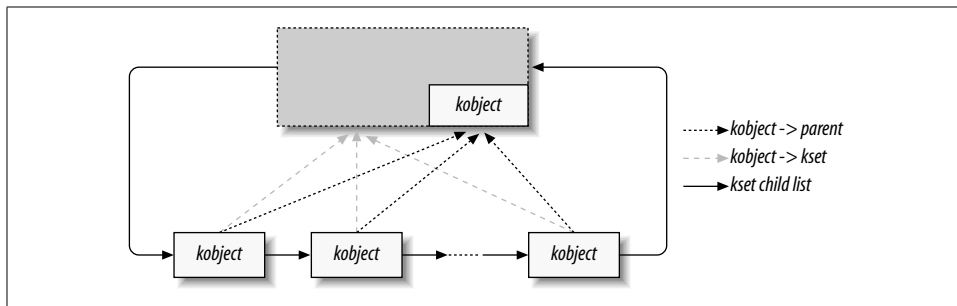 kobject
kobject -> parent
kobject -> kset
kset child list
kobject
kobject
kobject